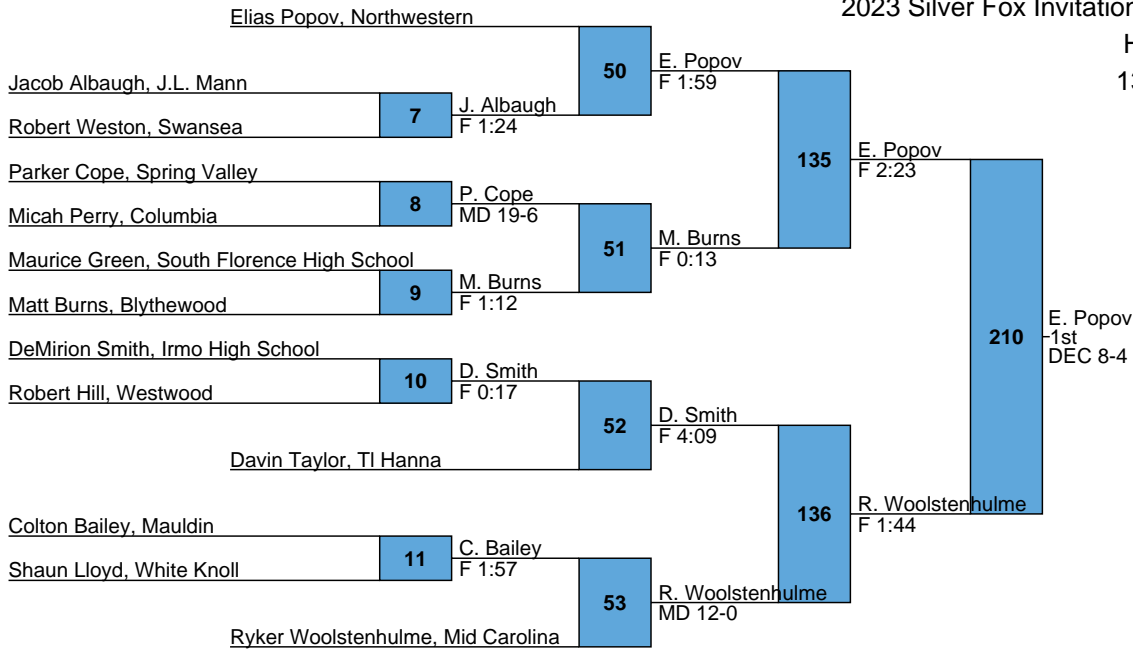 2023 Silver Fox Invitation
H
13
Elias Popov, Northwestern
50
E. Popov
F 1:59
Jacob Albaugh, J.L. Mann
7
J. Albaugh
F 1:24
Robert Weston, Swansea
135
E. Popov
F 2:23
Parker Cope, Spring Valley
8
P. Cope
MD 19-6
Micah Perry, Columbia
51
M. Burns
F 0:13
Maurice Green, South Florence High School
9
M. Burns
F 1:12
Matt Burns, Blythewood
210
E. Popov
1st
DEC 8-4
DeMirion Smith, Irmo High School
10
D. Smith
F 0:17
Robert Hill, Westwood
52
D. Smith
F 4:09
Davin Taylor, Tl Hanna
136
R. Woolstenhulme
F 1:44
Colton Bailey, Mauldin
11
C. Bailey
F 1:57
Shaun Lloyd, White Knoll
53
R. Woolstenhulme
MD 12-0
Ryker Woolstenhulme, Mid Carolina